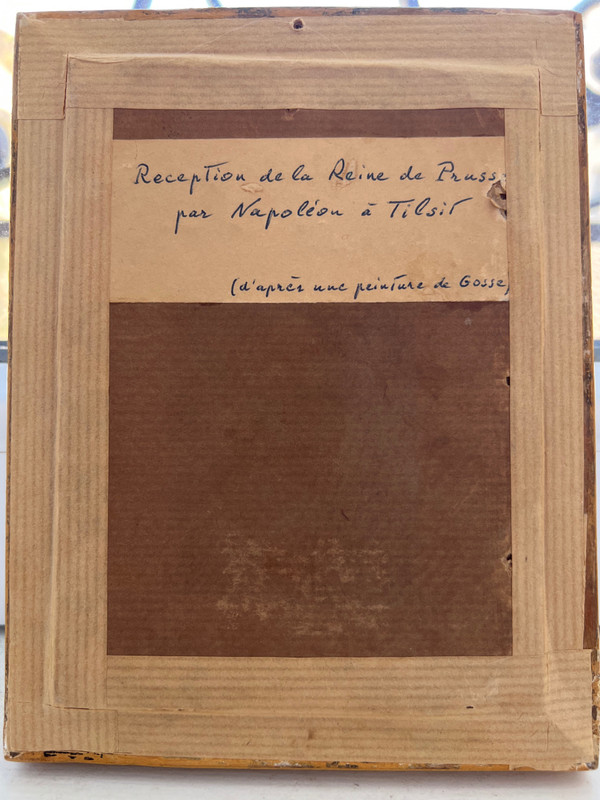 Reception de la Reine de Pruss
par Napoléon à Tilsit
(d'après une peinture de Gosse)